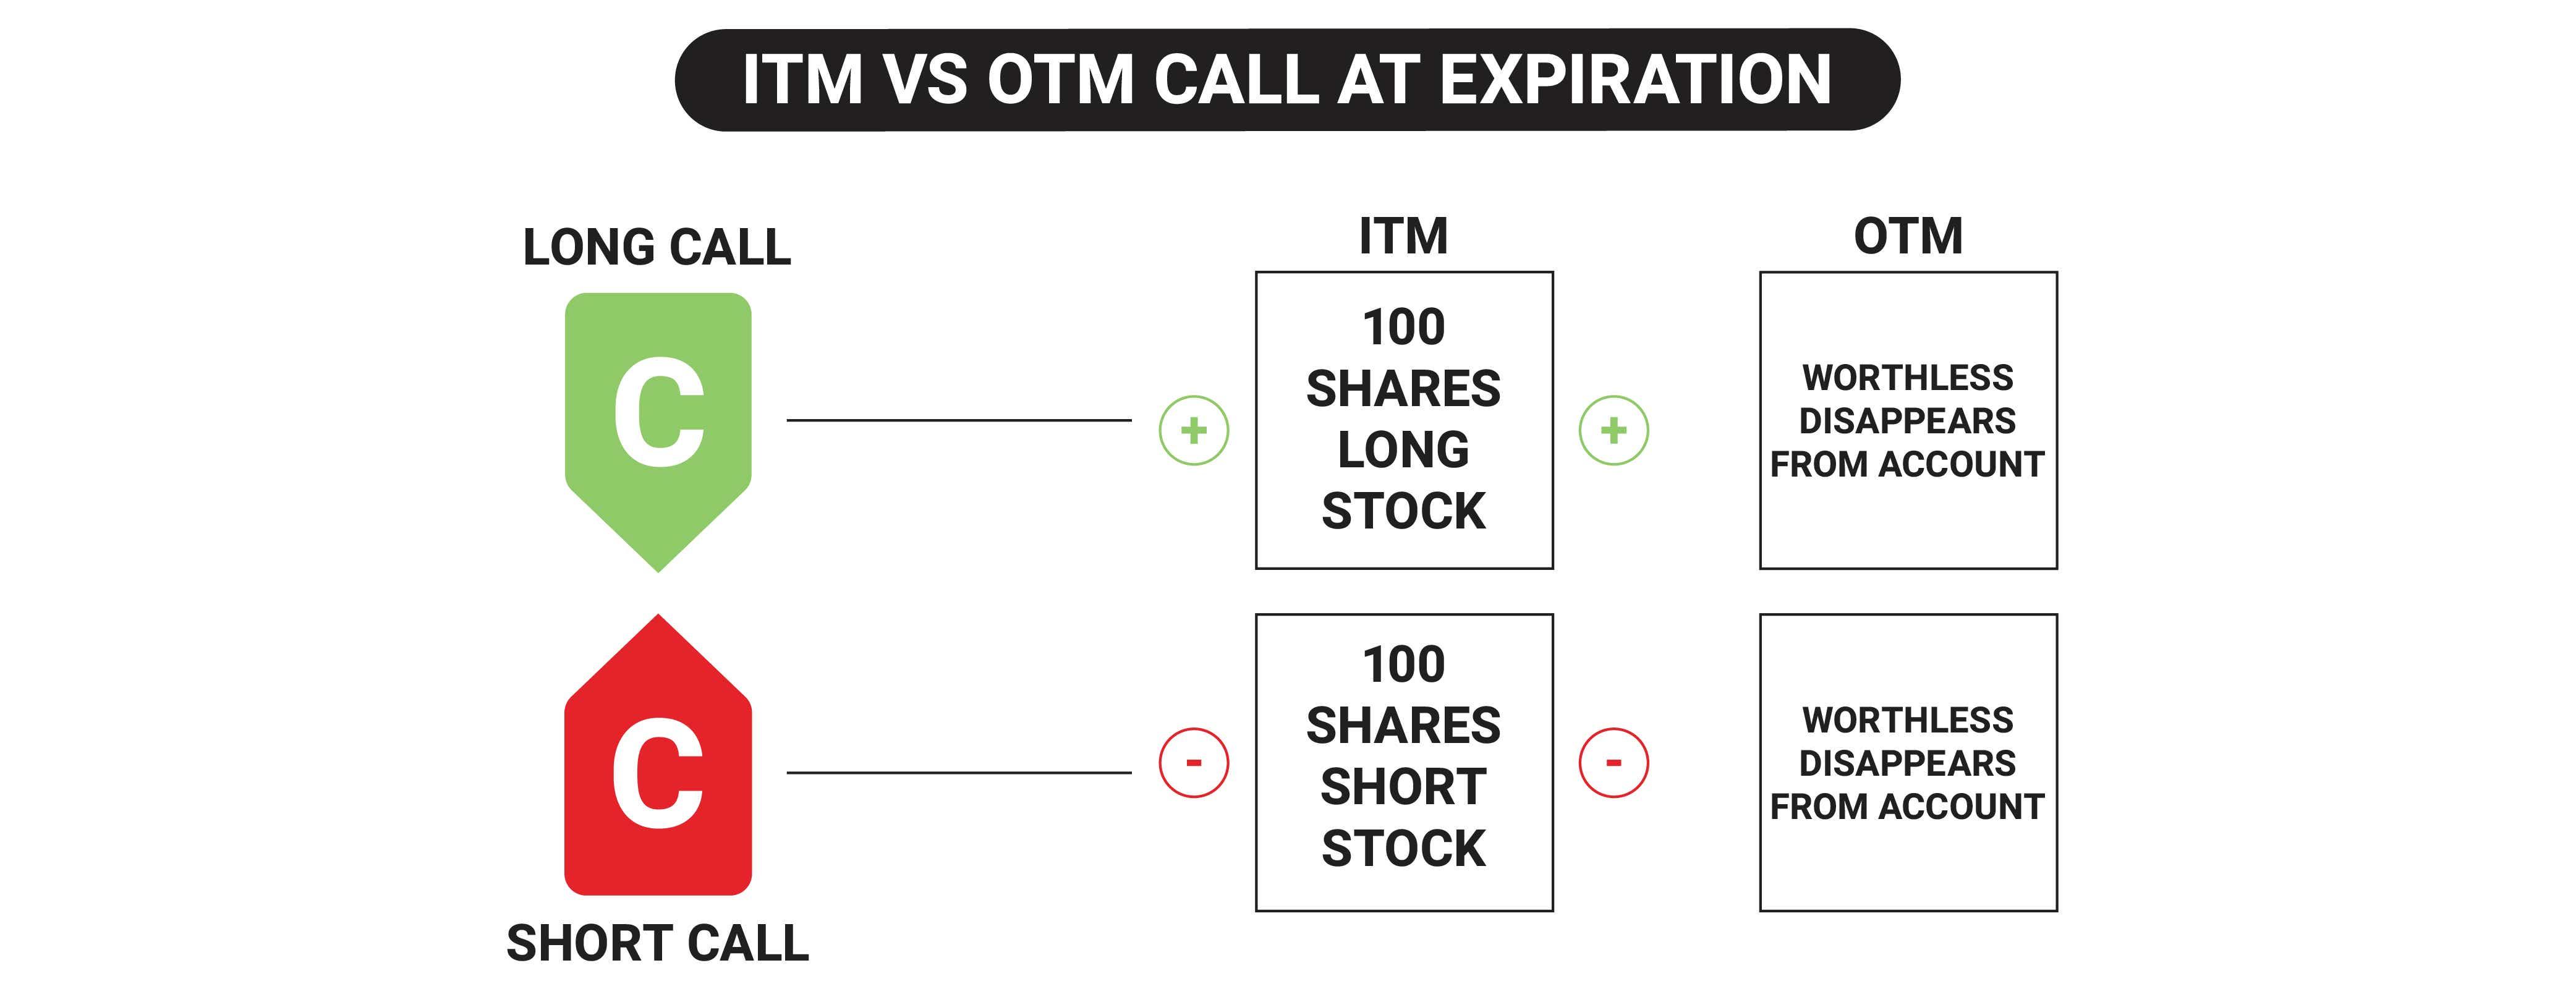 ITM VS OTM CALL AT EXPIRATION
LONG CALL
C
ITM
OTM
+
100
SHARES
LONG
STOCK
+
WORTHLESS
DISAPPEARS
FROM ACCOUNT
C
SHORT CALL
-
100
SHARES
SHORT
STOCK
-
WORTHLESS
DISAPPEARS
FROM ACCOUNT